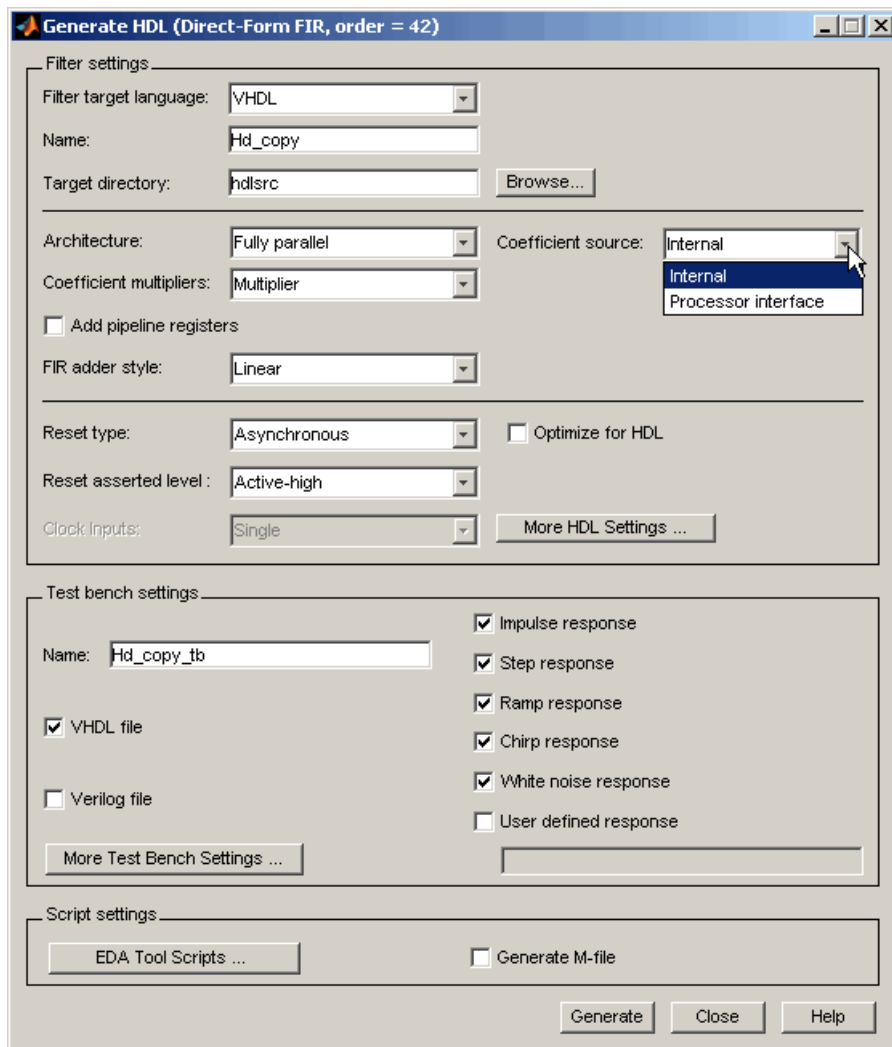 Generate HDL (Direct-Form FIR, order = 42)
Filter settings
Filter target language: VHDL
Name: Hd_copy
Target directory: hdlsrc Browse...
Architecture: Fully parallel Coefficient source: Internal
Internal
Coefficient multipliers: Multiplier
Processor interface
Add pipeline registers
FIR adder style: Linear
Reset type: Asynchronous Optimize for HDL
Reset asserted level : Active-high
Clock Inputs: Single More HDL Settings ...
Test bench settings
Impulse response
Name: Hd_copy_tb
Step response
Ramp response
VHDL file
Chirp response
White noise response
Verilog file
User defined response
More Test Bench Settings ...
Script settings
EDA Tool Scripts ... Generate M-file
Generate Close Help